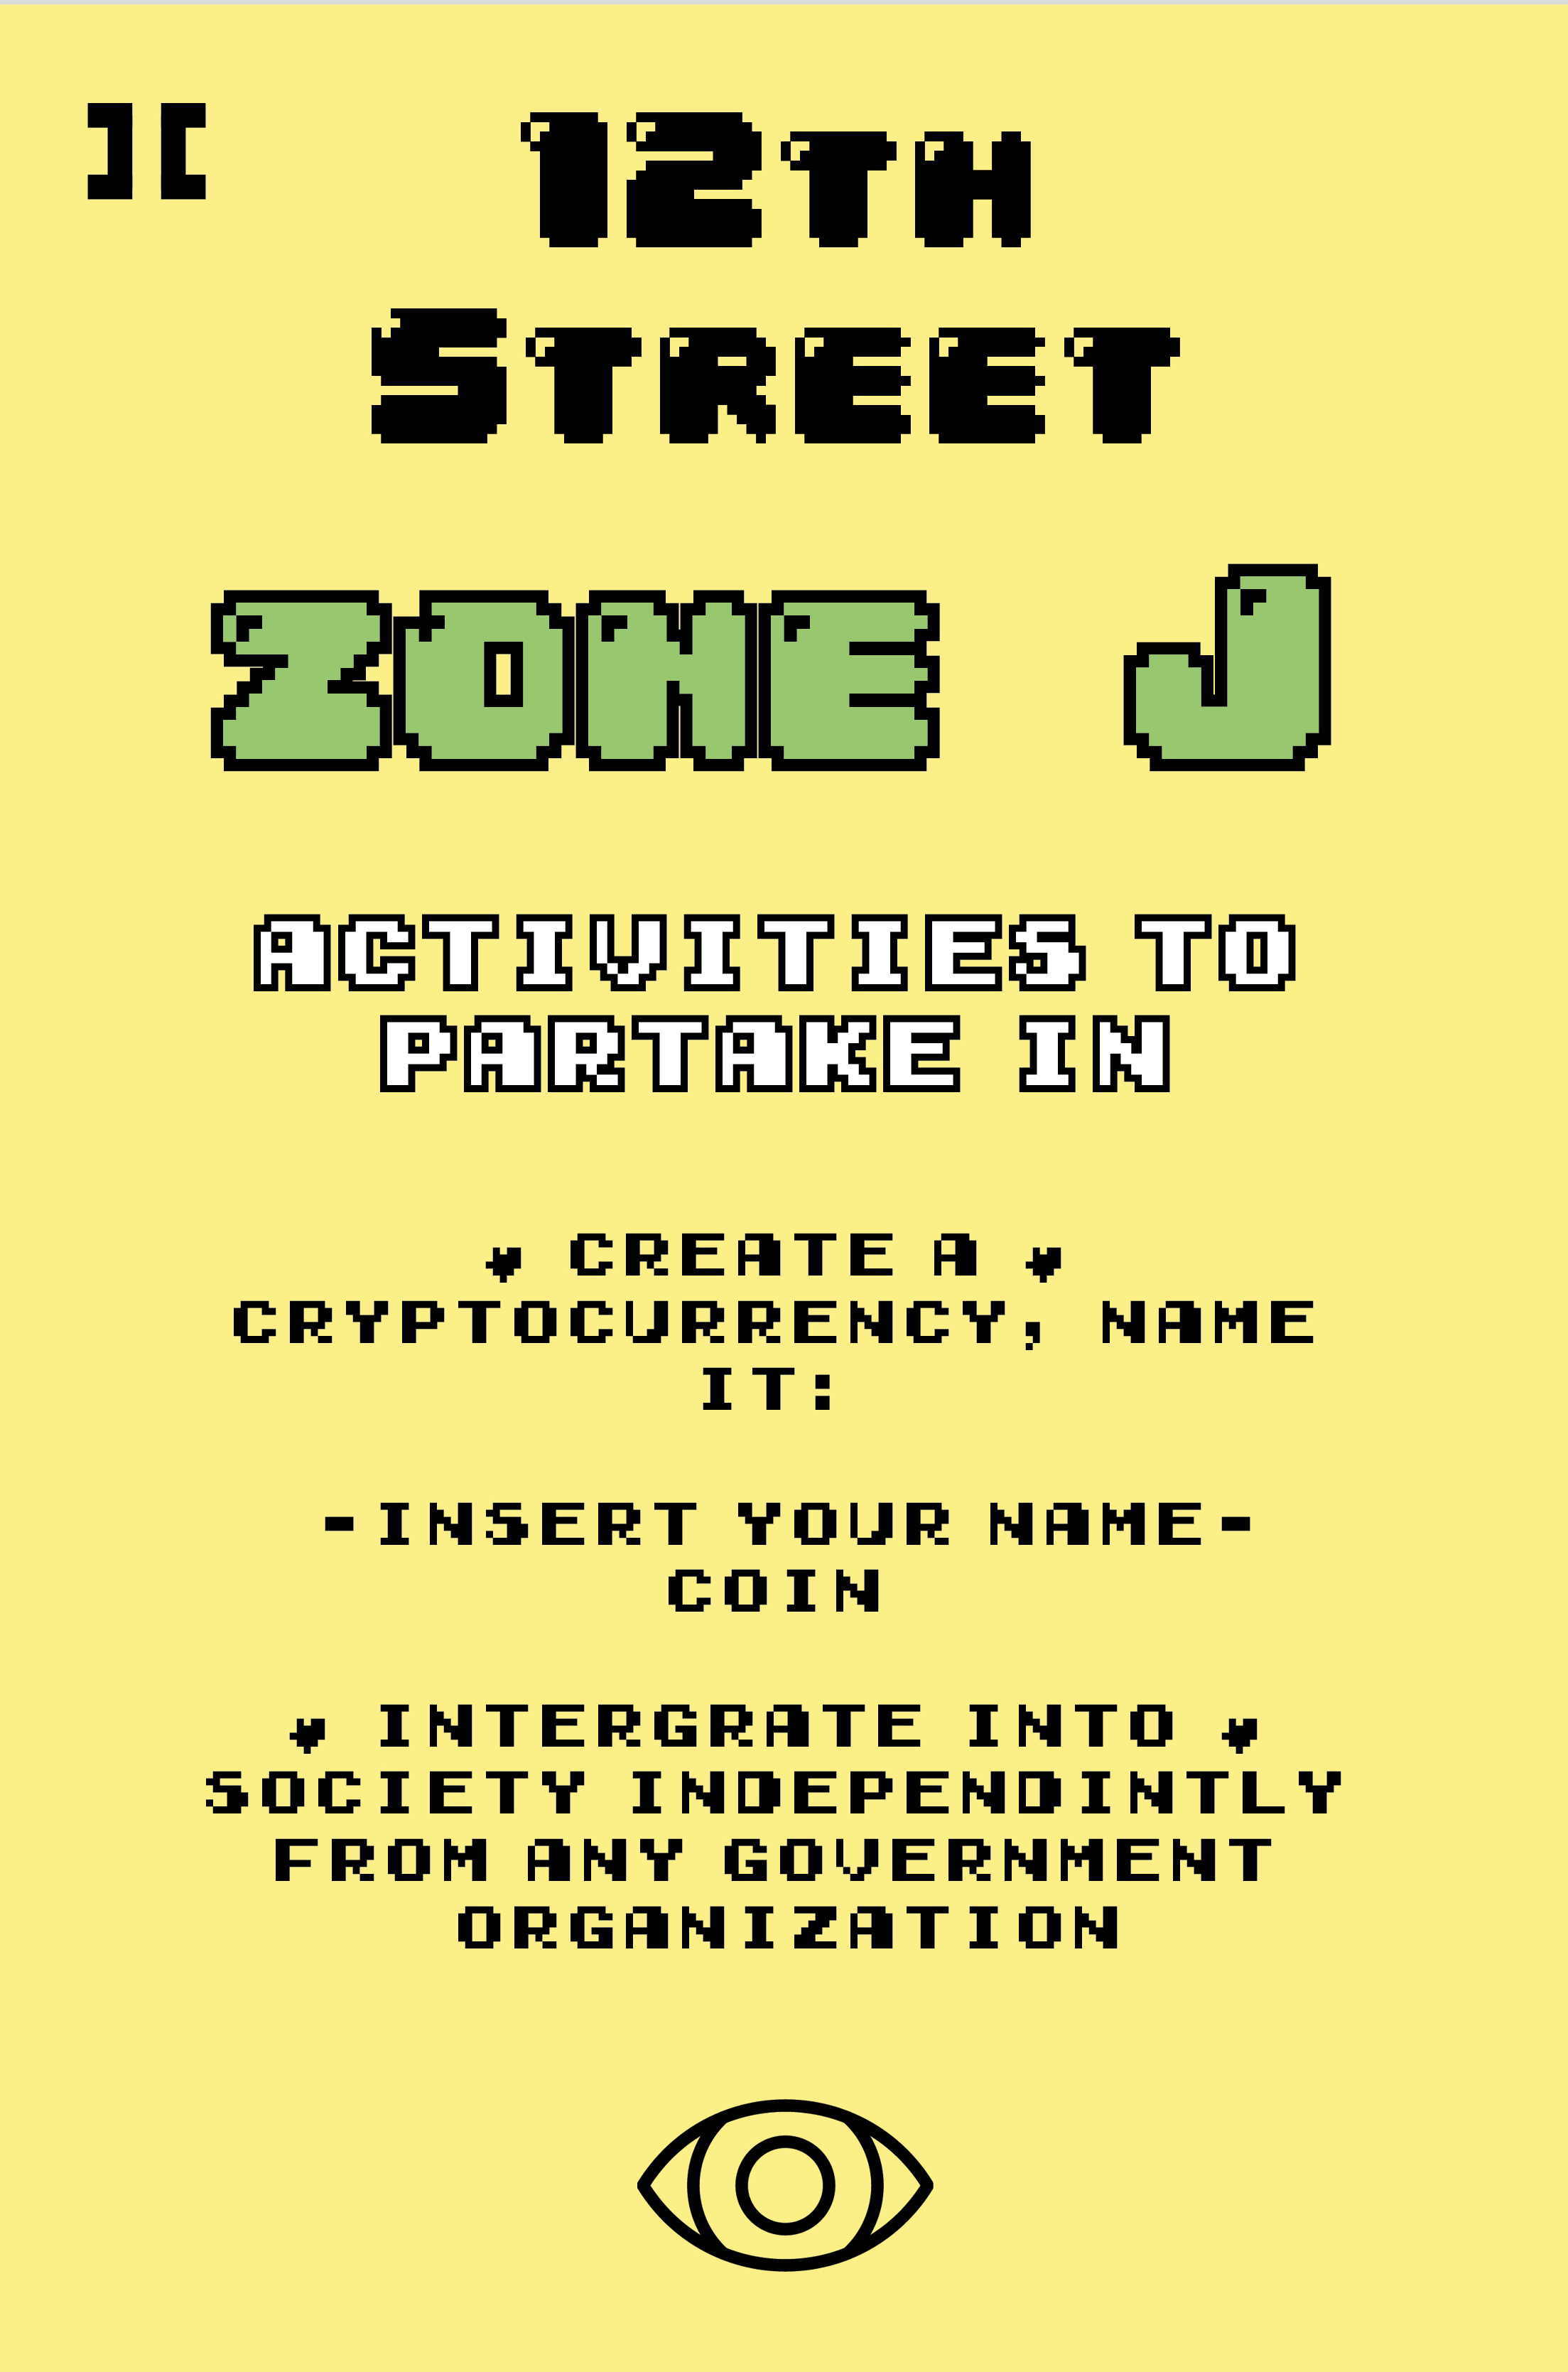 ][
12TH
STREET
ZONE J
ACTIVITIES TO
PARTAKE IN
♥ CREATE A ♥
CRYPTOCURRENCY, NAME
IT:
-INSERT YOUR NAME-
COIN
♥ INTERGRATE INTO ♥
SOCIETY INDEPENDINTLY
FROM ANY GOVERNMENT
ORGANIZATION